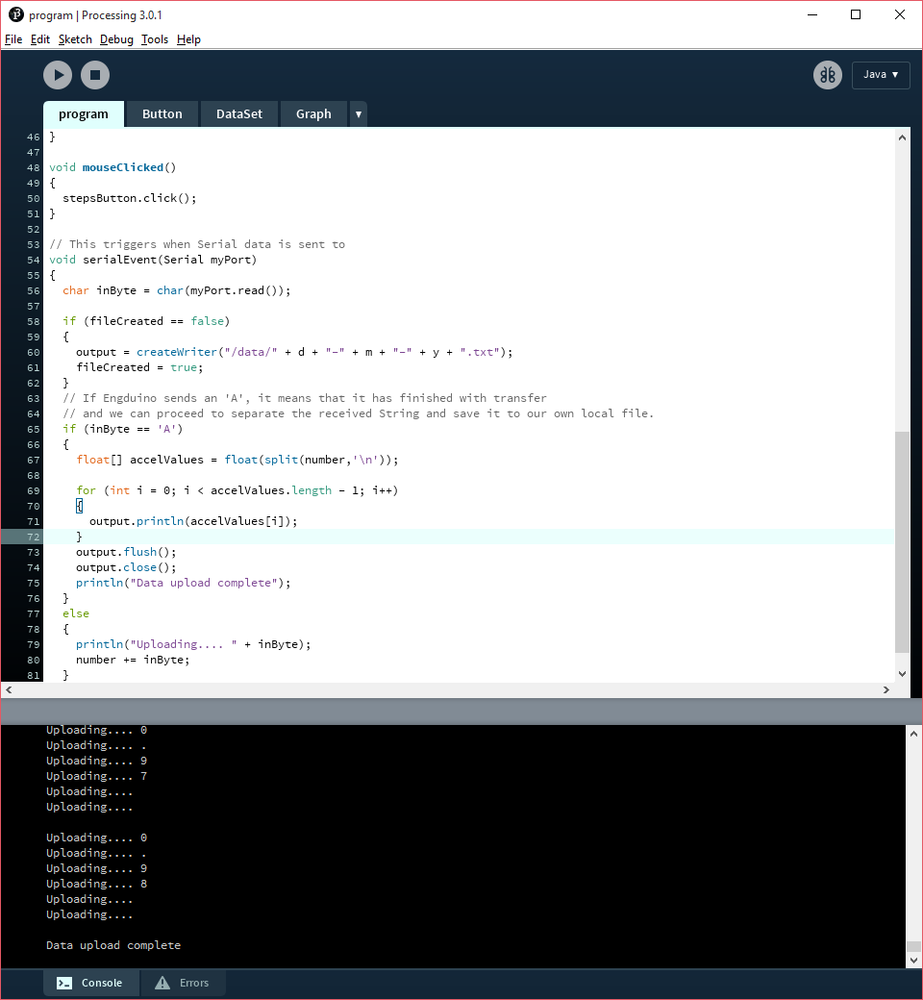 program | Processing 3.0.1
File Edit Sketch Debug Tools Help
Java ▼
program Button DataSet Graph ▼
46 }
47
48 void mouseClicked()
49 {
50   stepsButton.click();
51 }
52
53 // This triggers when Serial data is sent to
54 void serialEvent(Serial myPort)
55 {
56   char inByte = char(myPort.read());
57
58   if (fileCreated == false)
59   {
60     output = createWriter("/data/" + d + "-" + m + "-" + y + ".txt");
61     fileCreated = true;
62   }
63   // If Engduino sends an 'A', it means that it has finished with transfer
64   // and we can proceed to separate the received String and save it to our own local file.
65   if (inByte == 'A')
66   {
67     float[] accelValues = float(split(number,'\n'));
68
69     for (int i = 0; i < accelValues.length - 1; i++)
70     {
71       output.println(accelValues[i]);
72     }
73     output.flush();
74     output.close();
75     println("Data upload complete");
76   }
77   else
78   {
79     println("Uploading.... " + inByte);
80     number += inByte;
81   }
Uploading.... 0
Uploading.... .
Uploading.... 9
Uploading.... 7
Uploading....
Uploading....
Uploading.... 0
Uploading.... .
Uploading.... 9
Uploading.... 8
Uploading....
Uploading....
Data upload complete
Console Errors